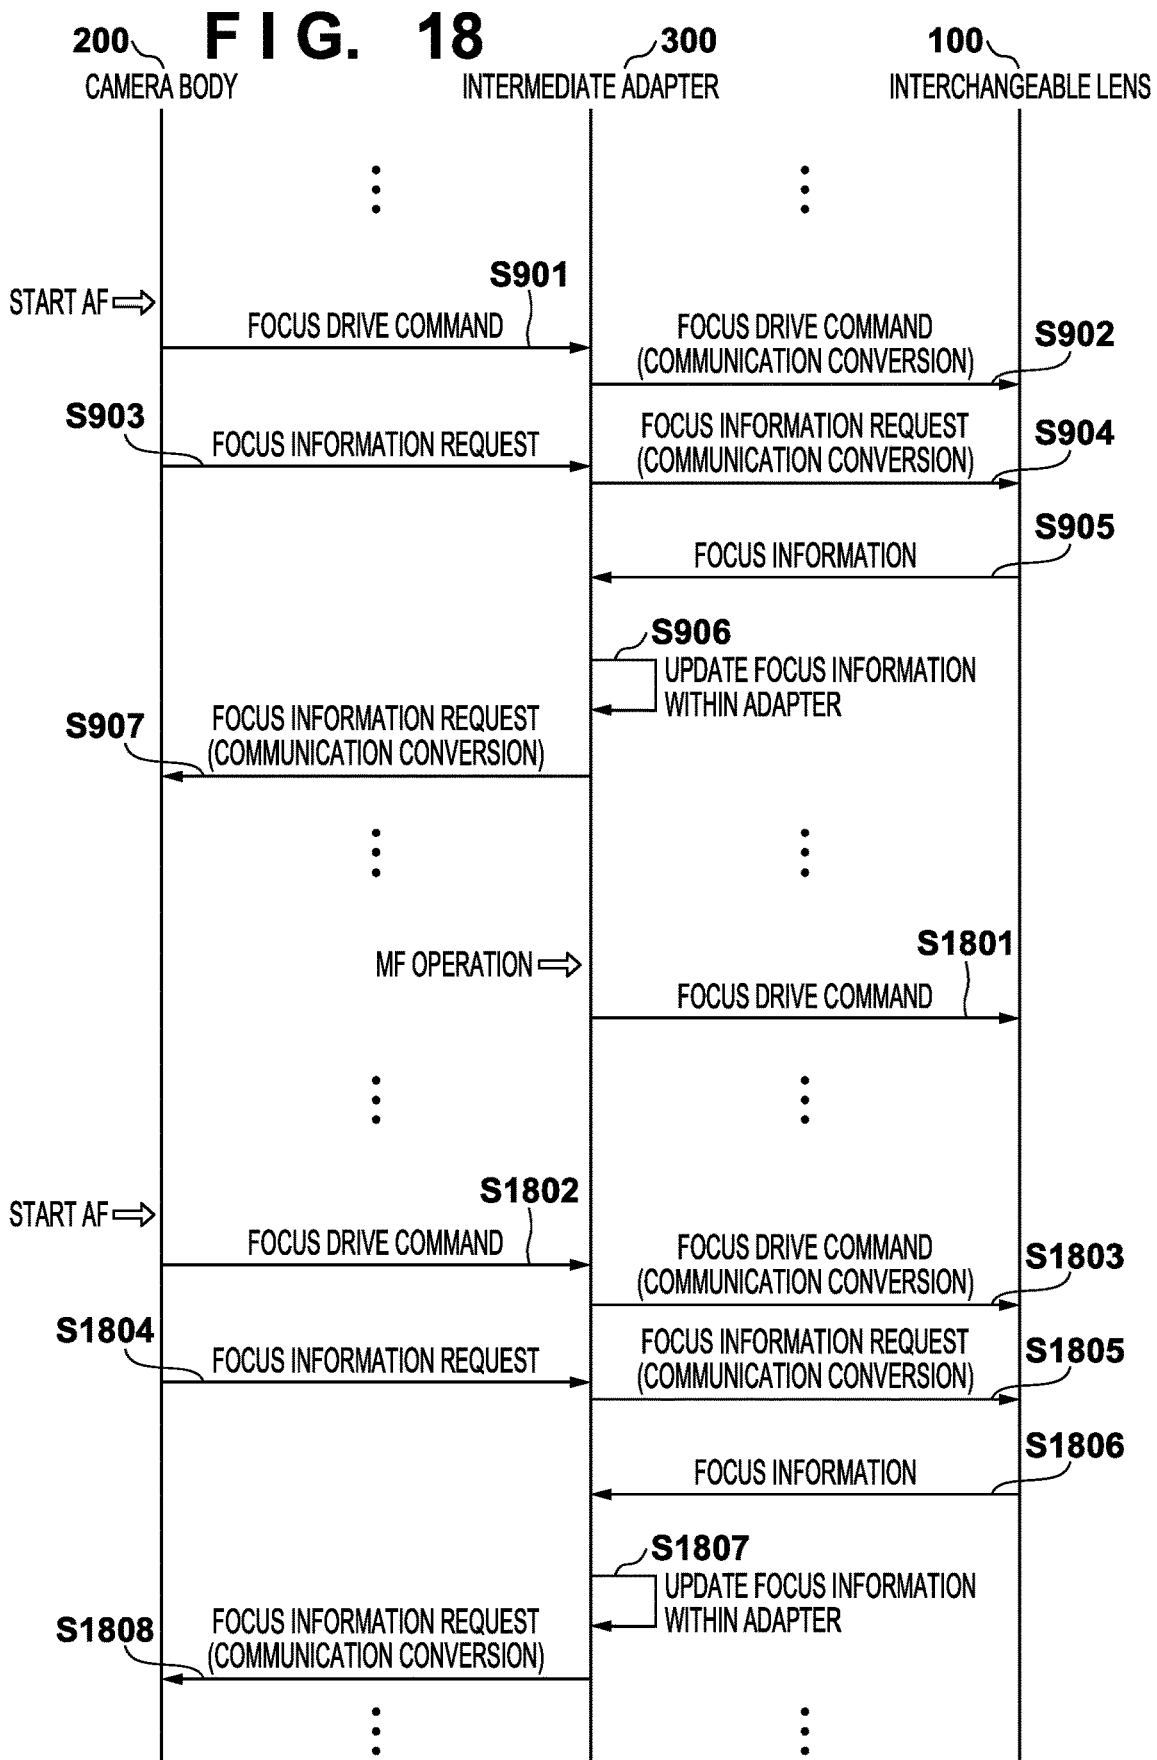 FIG. 18
200
300
100
CAMERA BODY
INTERMEDIATE ADAPTER
INTERCHANGEABLE LENS
START AF
S901
FOCUS DRIVE COMMAND
FOCUS DRIVE COMMAND
(COMMUNICATION CONVERSION)
S902
S903
FOCUS INFORMATION REQUEST
FOCUS INFORMATION REQUEST
(COMMUNICATION CONVERSION)
S904
S905
FOCUS INFORMATION
S906
UPDATE FOCUS INFORMATION
WITHIN ADAPTER
S907
FOCUS INFORMATION REQUEST
(COMMUNICATION CONVERSION)
MF OPERATION
S1801
FOCUS DRIVE COMMAND
START AF
S1802
FOCUS DRIVE COMMAND
FOCUS DRIVE COMMAND
(COMMUNICATION CONVERSION)
S1803
S1804
FOCUS INFORMATION REQUEST
FOCUS INFORMATION REQUEST
(COMMUNICATION CONVERSION)
S1805
S1806
FOCUS INFORMATION
S1807
UPDATE FOCUS INFORMATION
WITHIN ADAPTER
S1808
FOCUS INFORMATION REQUEST
(COMMUNICATION CONVERSION)